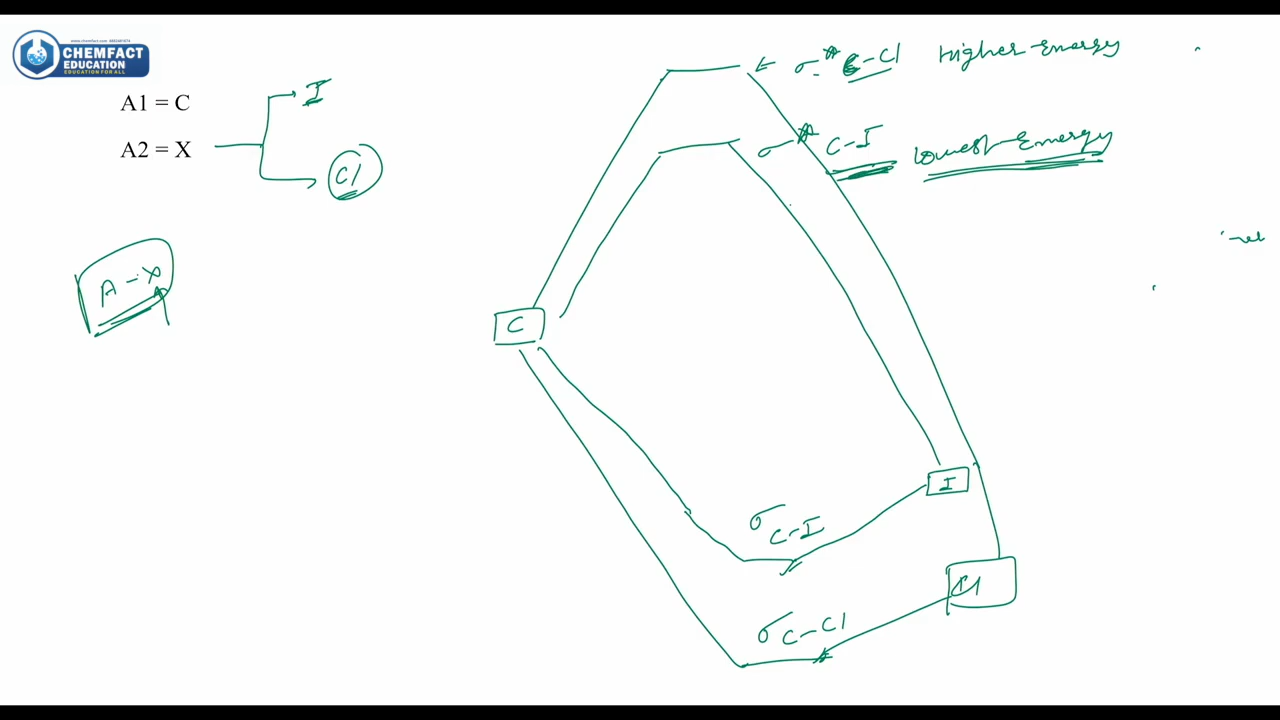 CHEMFACT
EDUCATION
EDUCATION FOR ALL
A1 = C
A2 = X
I
Cl
A-X
σ* C-Cl Higher Energy
σ* C-I Lowest Energy
C
I
σ C-I
Cl
σ C-Cl